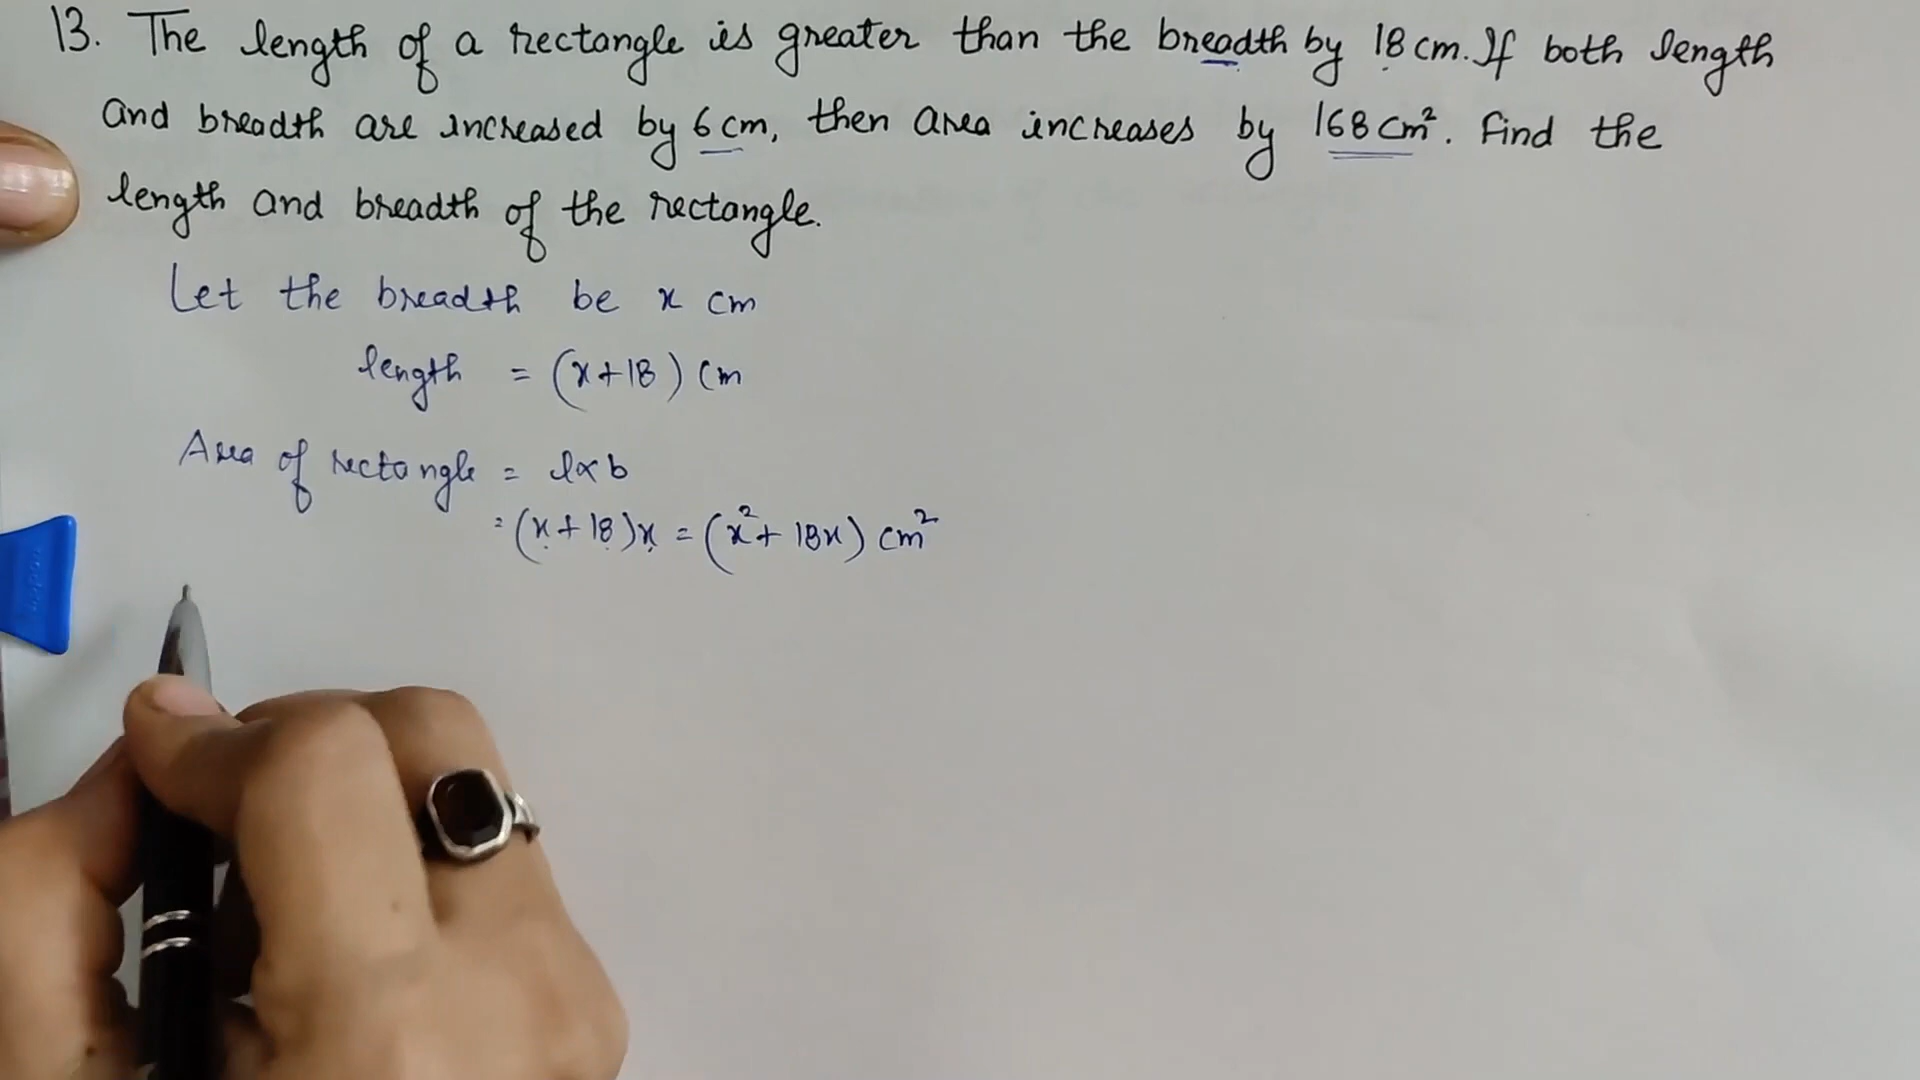 13. The length of a rectangle is greater than the breadth by 18 cm. If both length
and breadth are increased by 6 cm, then area increases by 168 cm². Find the
length and breadth of the rectangle.
Let the breadth be x cm
length = (x+18) cm
Area of rectangle = l×b
= (x+18)x = (x²+18x) cm²